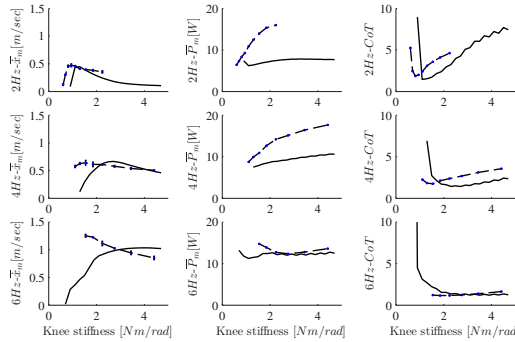 2Hz-x̅ₘ[m/sec]
1.5
1
0.5
0
0 2 4
2Hz-P̅ₘ[W]
20
10
0
0 2 4
2Hz-CoT
10
5
0
0 2 4
4Hz-x̅ₘ[m/sec]
1.5
1
0.5
0
0 2 4
4Hz-P̅ₘ[W]
20
10
0
0 2 4
4Hz-CoT
10
5
0
0 2 4
6Hz-x̅ₘ[m/sec]
1.5
1
0.5
0
0 2 4
Knee stiffness [Nm/rad]
6Hz-P̅ₘ[W]
20
10
0
0 2 4
Knee stiffness [Nm/rad]
6Hz-CoT
10
5
0
0 2 4
Knee stiffness [Nm/rad]